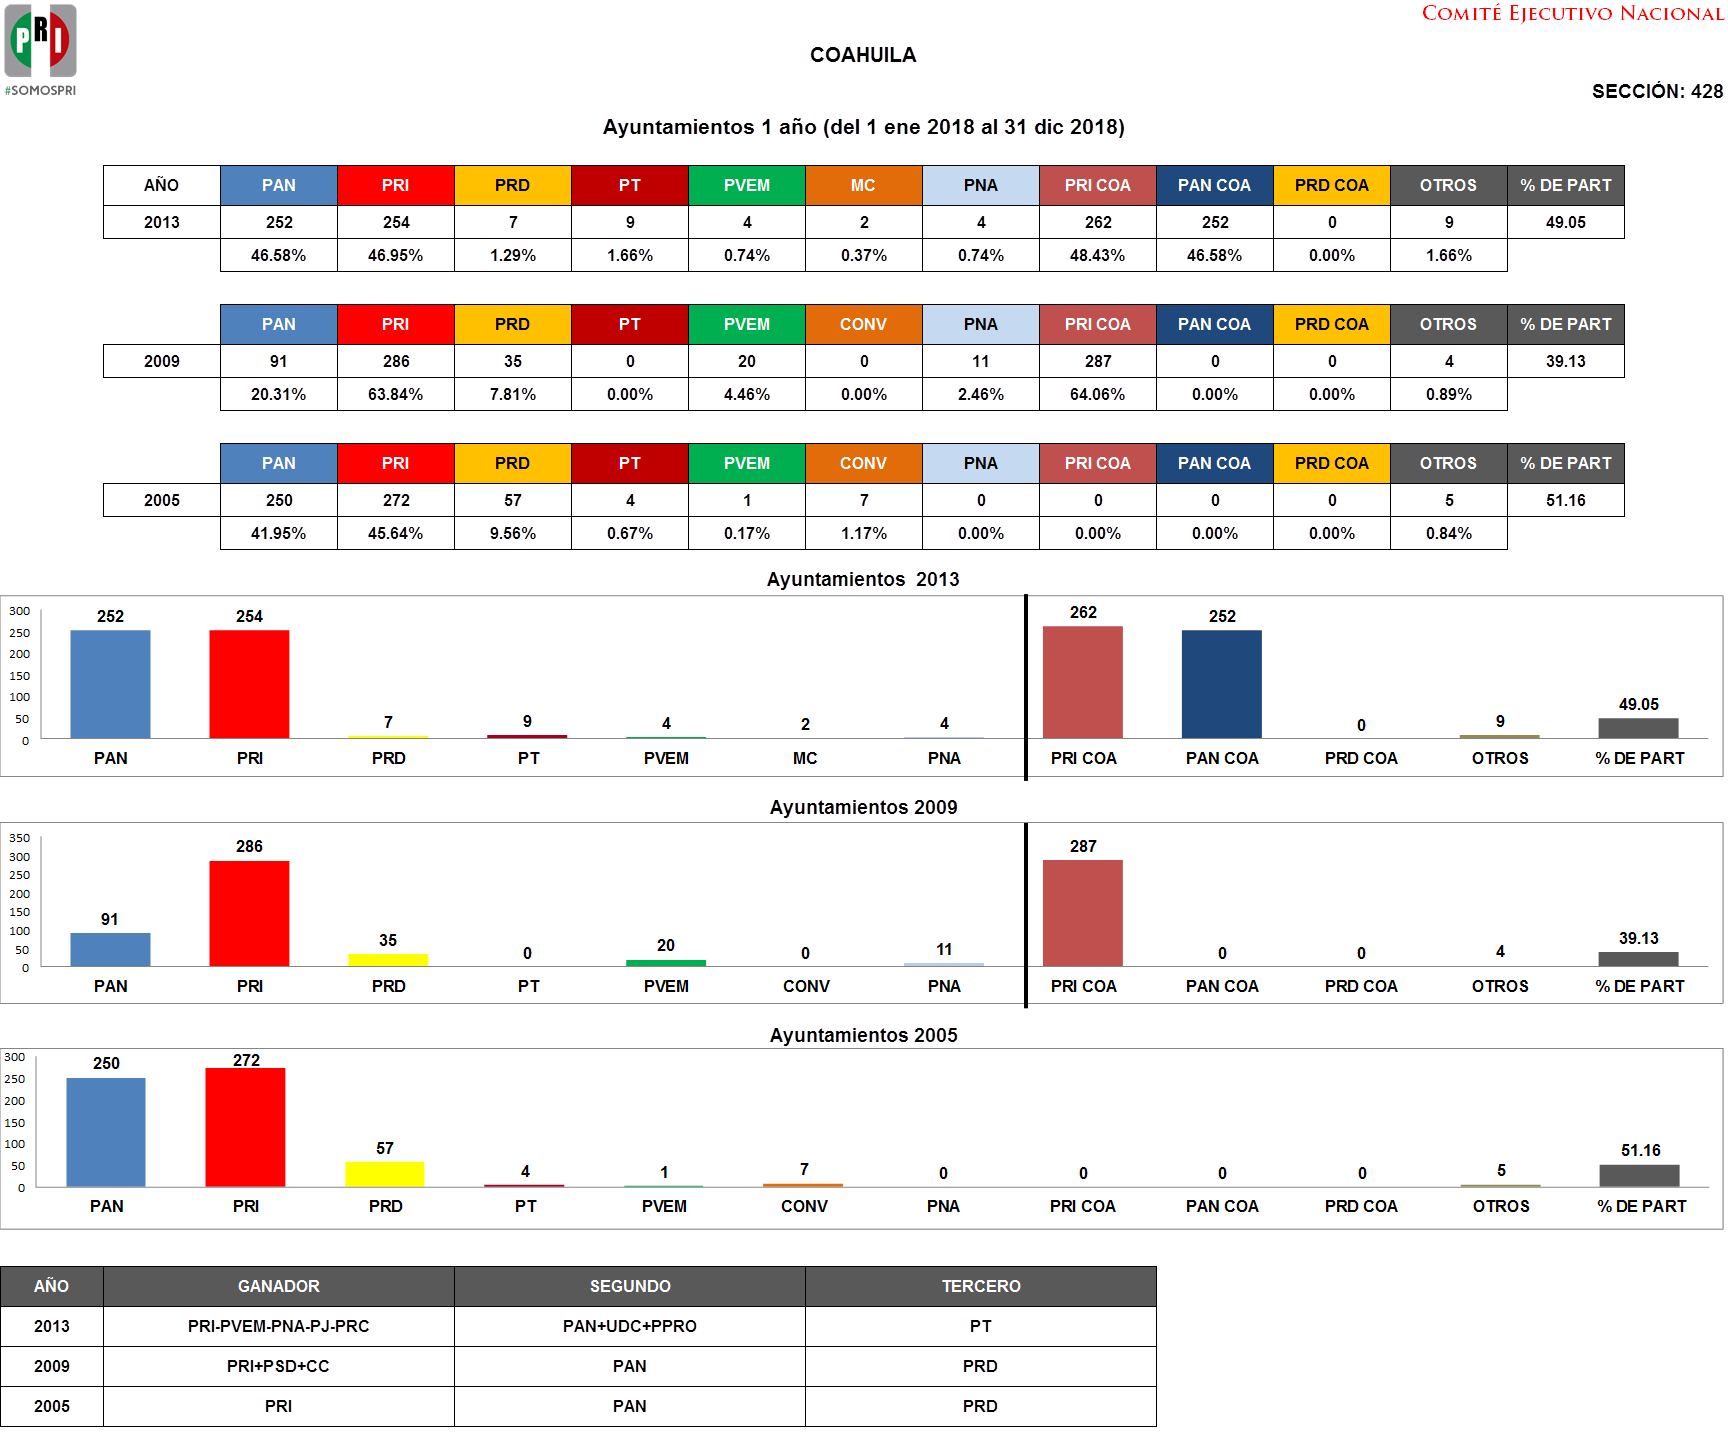 COMITÉ EJECUTIVO NACIONAL
PRI
#SOMOSPRI
COAHUILA
SECCIÓN: 428
Ayuntamientos 1 año (del 1 ene 2018 al 31 dic 2018)
AÑO PAN PRI PRD PT PVEM MC PNA PRI COA PAN COA PRD COA OTROS % DE PART
2013 252 254 7 9 4 2 4 262 252 0 9 49.05
46.58% 46.95% 1.29% 1.66% 0.74% 0.37% 0.74% 48.43% 46.58% 0.00% 1.66%
PAN PRI PRD PT PVEM CONV PNA PRI COA PAN COA PRD COA OTROS % DE PART
2009 91 286 35 0 20 0 11 287 0 0 4 39.13
20.31% 63.84% 7.81% 0.00% 4.46% 0.00% 2.46% 64.06% 0.00% 0.00% 0.89%
PAN PRI PRD PT PVEM CONV PNA PRI COA PAN COA PRD COA OTROS % DE PART
2005 250 272 57 4 1 7 0 0 0 0 5 51.16
41.95% 45.64% 9.56% 0.67% 0.17% 1.17% 0.00% 0.00% 0.00% 0.00% 0.84%
Ayuntamientos 2013
300
250
200
150
100
50
0
252 254 7 9 4 2 4 262 252 0 9 49.05
PAN PRI PRD PT PVEM MC PNA PRI COA PAN COA PRD COA OTROS % DE PART
Ayuntamientos 2009
350
300
250
200
150
100
50
0
91 286 35 0 20 0 11 287 0 0 4 39.13
PAN PRI PRD PT PVEM CONV PNA PRI COA PAN COA PRD COA OTROS % DE PART
Ayuntamientos 2005
300
250
200
150
100
50
0
250 272 57 4 1 7 0 0 0 0 5 51.16
PAN PRI PRD PT PVEM CONV PNA PRI COA PAN COA PRD COA OTROS % DE PART
AÑO GANADOR SEGUNDO TERCERO
2013 PRI-PVEM-PNA-PJ-PRC PAN+UDC+PPRO PT
2009 PRI+PSD+CC PAN PRD
2005 PRI PAN PRD